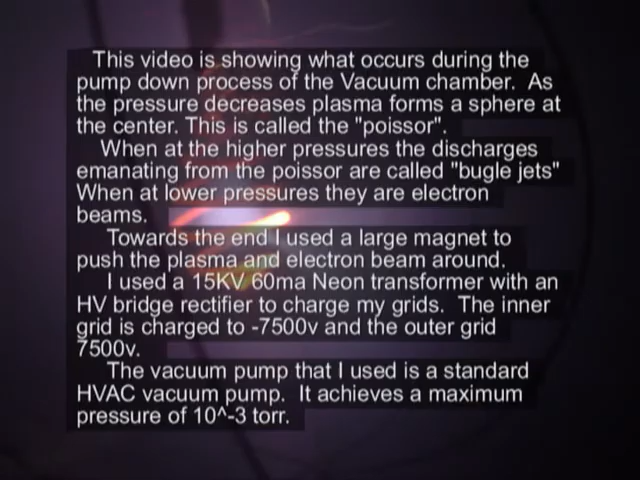 This video is showing what occurs during the
pump down process of the Vacuum chamber. As
the pressure decreases plasma forms a sphere at
the center. This is called the "poissor".
When at the higher pressures the discharges
emanating from the poissor are called "bugle jets"
When at lower pressures they are electron
beams.
Towards the end I used a large magnet to
push the plasma and electron beam around.
I used a 15KV 60ma Neon transformer with an
HV bridge rectifier to charge my grids. The inner
grid is charged to -7500v and the outer grid
7500v.
The vacuum pump that I used is a standard
HVAC vacuum pump. It achieves a maximum
pressure of 10^-3 torr.